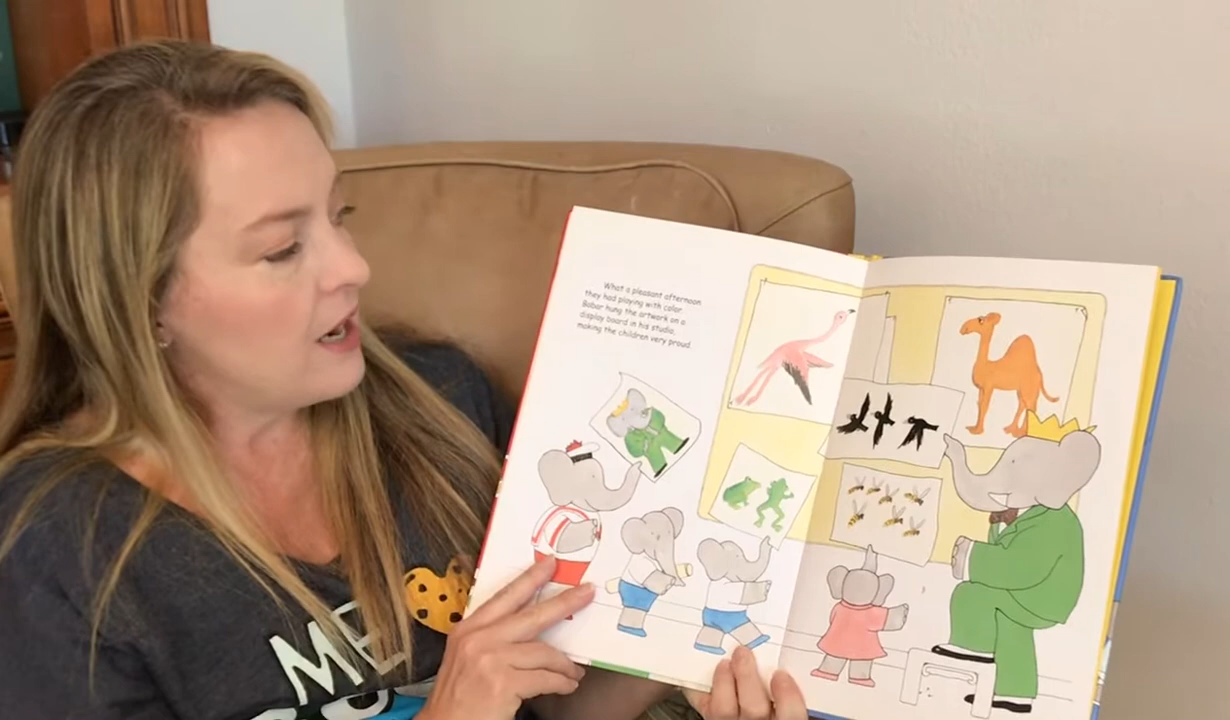 What a pleasant afternoon
they had playing with color.
Babar hung the artwork on a
display board in his studio,
making the children very proud.
ME